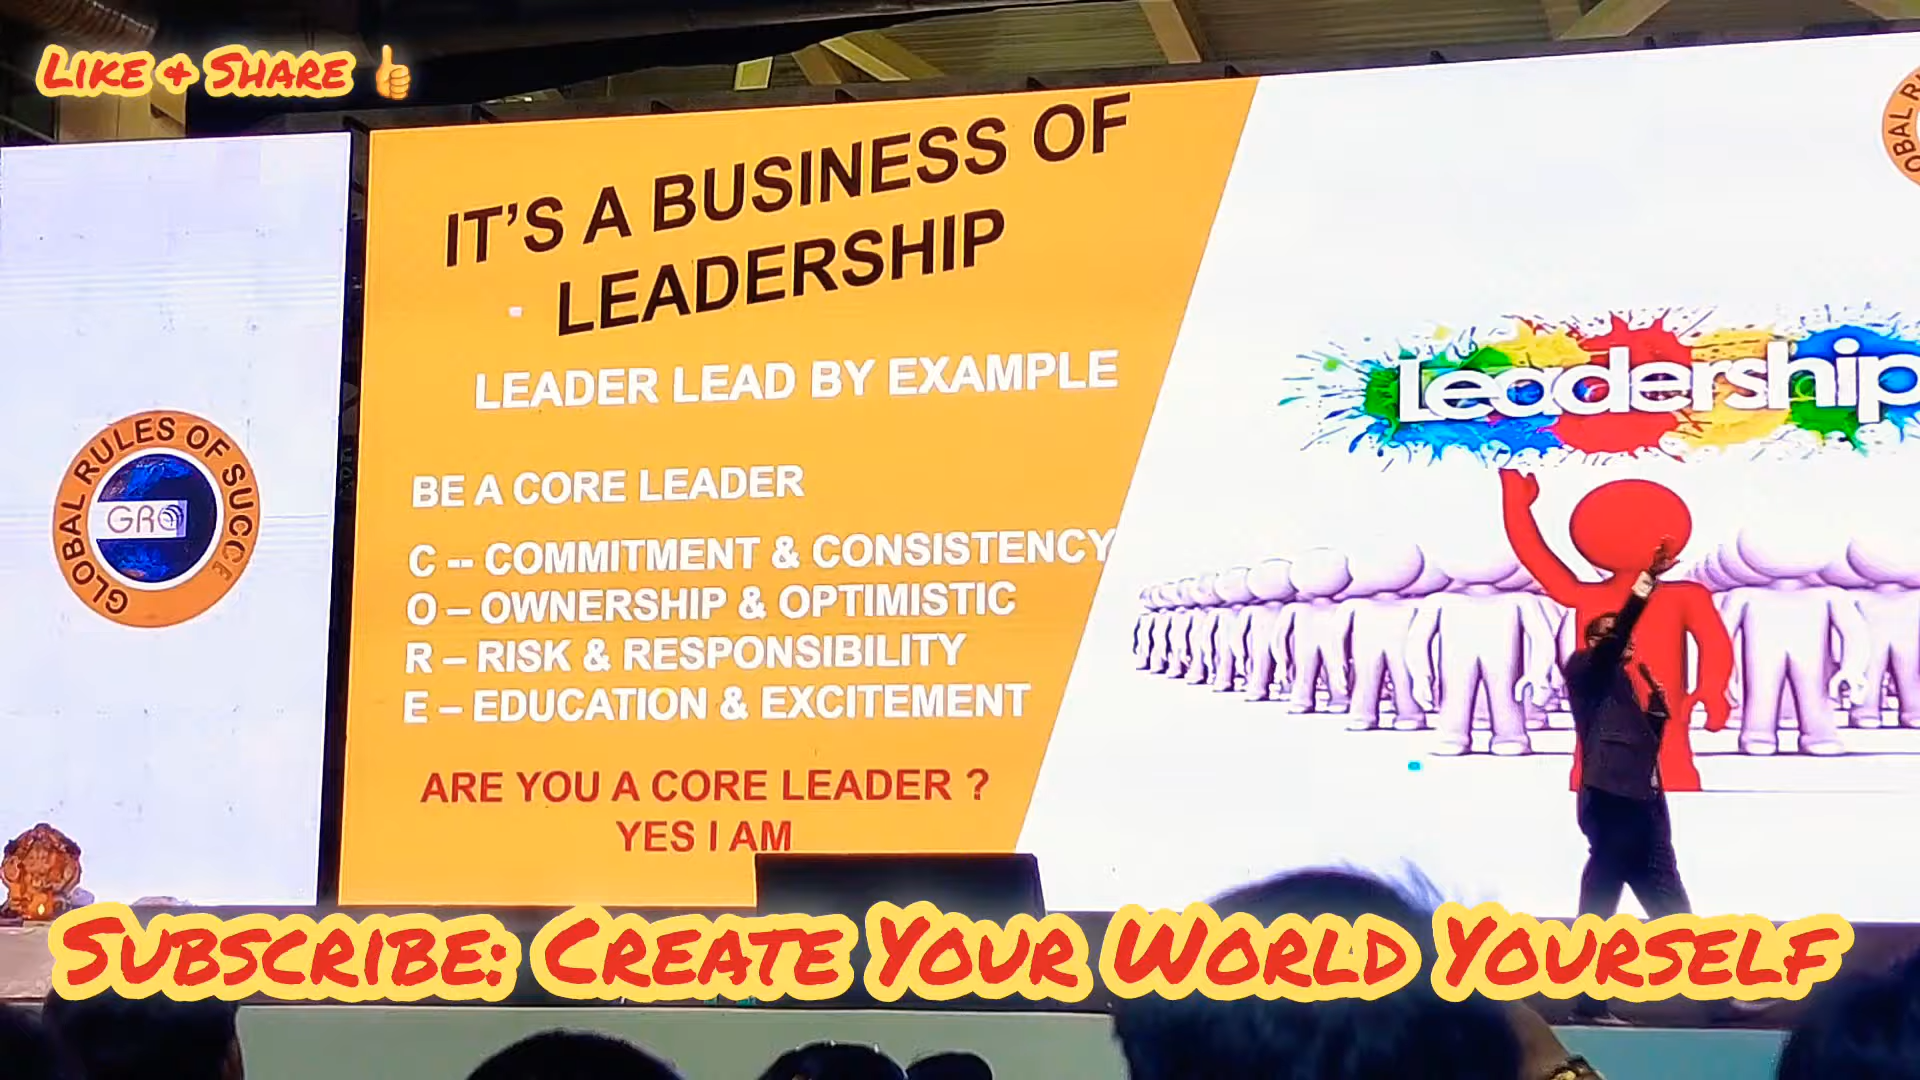 LIKE & SHARE 👍
IT'S A BUSINESS OF
LEADERSHIP
LEADER LEAD BY EXAMPLE
BE A CORE LEADER
C -- COMMITMENT & CONSISTENCY
O – OWNERSHIP & OPTIMISTIC
R – RISK & RESPONSIBILITY
E – EDUCATION & EXCITEMENT
ARE YOU A CORE LEADER ?
YES I AM
GLOBAL RULES OF SUCCE
Leadership
OBAL R
SUBSCRIBE: CREATE YOUR WORLD YOURSELF